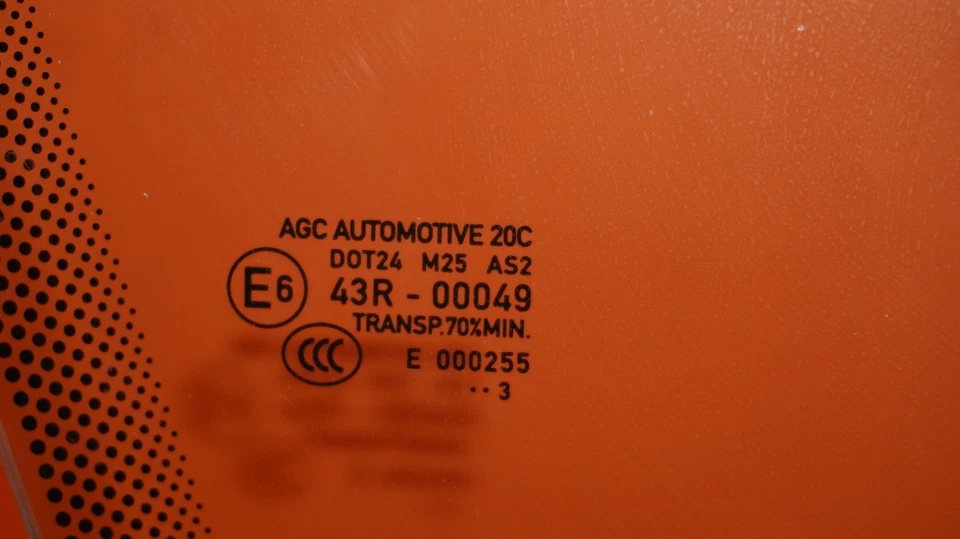 AGC AUTOMOTIVE 20C
DOT24 M25 AS2
E6 43R - 00049
TRANSP.70%MIN.
CCC E 000255
·· 3